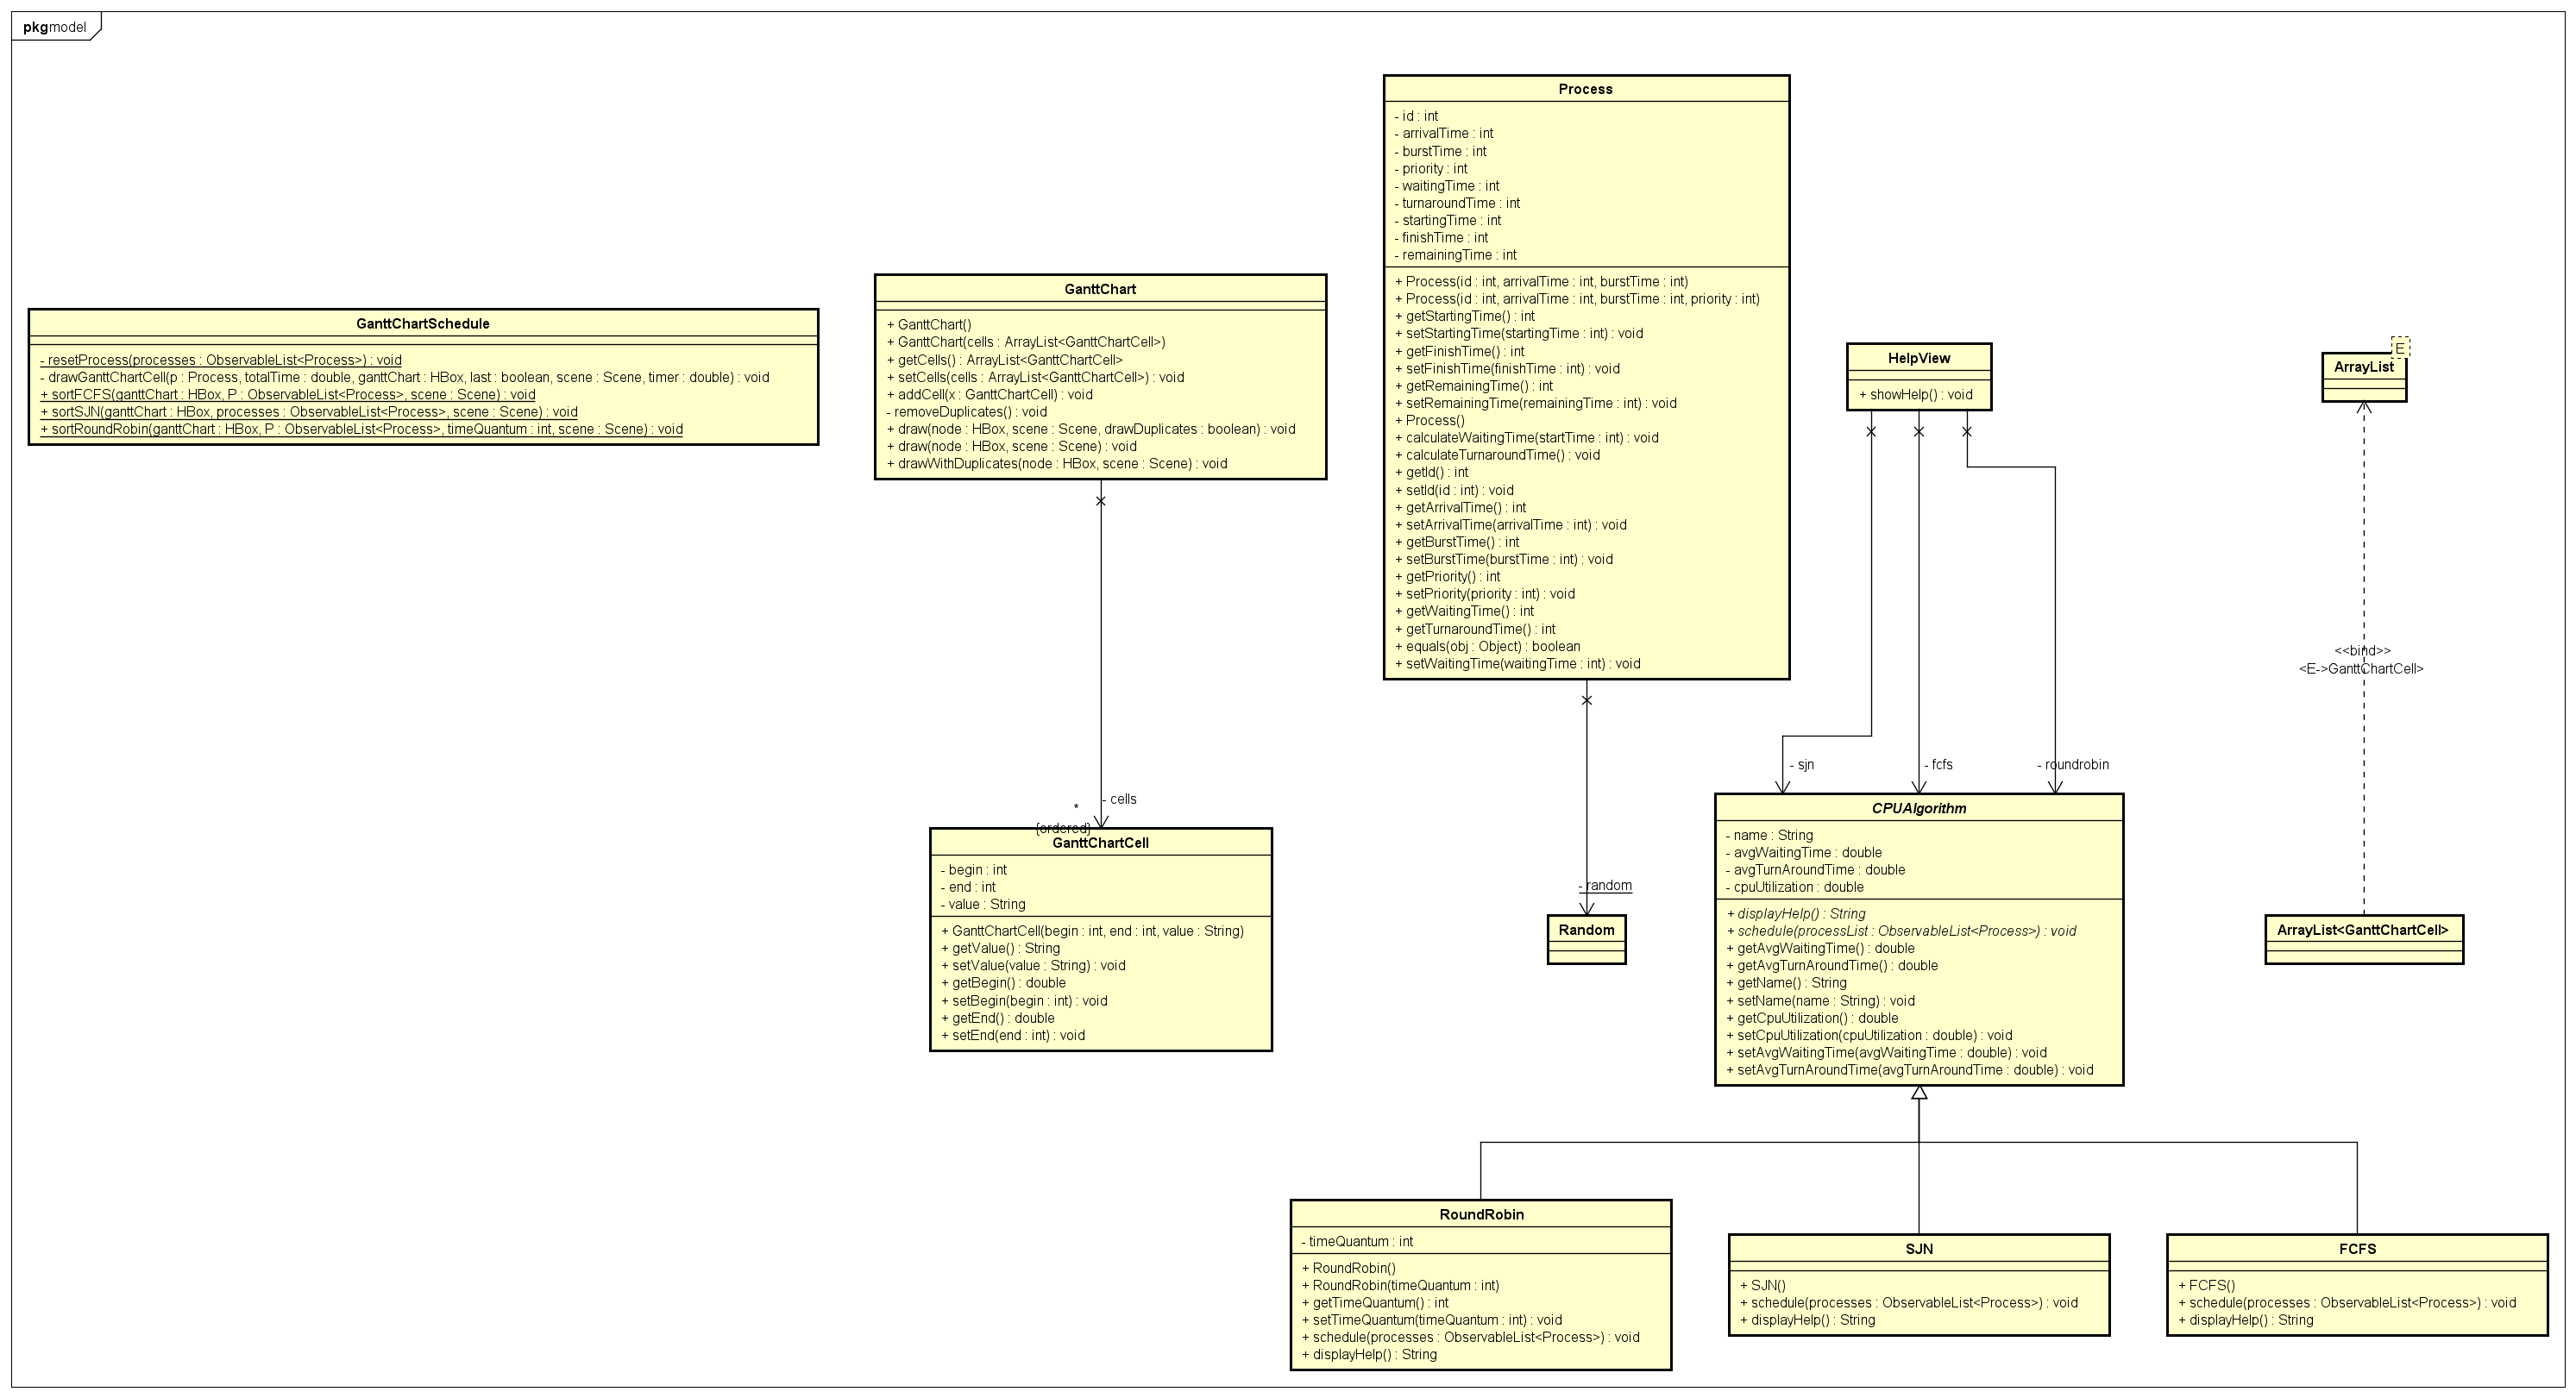 pkg model
GanttChartSchedule
- resetProcess(processes : ObservableList<Process>) : void
- drawGanttChartCell(p : Process, totalTime : double, ganttChart : HBox, last : boolean, scene : Scene, timer : double) : void
+ sortFCFS(ganttChart : HBox, P : ObservableList<Process>, scene : Scene) : void
+ sortSJN(ganttChart : HBox, processes : ObservableList<Process>, scene : Scene) : void
+ sortRoundRobin(ganttChart : HBox, P : ObservableList<Process>, timeQuantum : int, scene : Scene) : void
GanttChart
+ GanttChart()
+ GanttChart(cells : ArrayList<GanttChartCell>)
+ getCells() : ArrayList<GanttChartCell>
+ setCells(cells : ArrayList<GanttChartCell>) : void
+ addCell(x : GanttChartCell) : void
- removeDuplicates() : void
+ draw(node : HBox, scene : Scene, drawDuplicates : boolean) : void
+ draw(node : HBox, scene : Scene) : void
+ drawWithDuplicates(node : HBox, scene : Scene) : void
*
- cells
{ordered}
GanttChartCell
- begin : int
- end : int
- value : String
+ GanttChartCell(begin : int, end : int, value : String)
+ getValue() : String
+ setValue(value : String) : void
+ getBegin() : double
+ setBegin(begin : int) : void
+ getEnd() : double
+ setEnd(end : int) : void
Process
- id : int
- arrivalTime : int
- burstTime : int
- priority : int
- waitingTime : int
- turnaroundTime : int
- startingTime : int
- finishTime : int
- remainingTime : int
+ Process(id : int, arrivalTime : int, burstTime : int)
+ Process(id : int, arrivalTime : int, burstTime : int, priority : int)
+ getStartingTime() : int
+ setStartingTime(startingTime : int) : void
+ getFinishTime() : int
+ setFinishTime(finishTime : int) : void
+ getRemainingTime() : int
+ setRemainingTime(remainingTime : int) : void
+ Process()
+ calculateWaitingTime(startTime : int) : void
+ calculateTurnaroundTime() : void
+ getId() : int
+ setId(id : int) : void
+ getArrivalTime() : int
+ setArrivalTime(arrivalTime : int) : void
+ getBurstTime() : int
+ setBurstTime(burstTime : int) : void
+ getPriority() : int
+ setPriority(priority : int) : void
+ getWaitingTime() : int
+ getTurnaroundTime() : int
+ equals(obj : Object) : boolean
+ setWaitingTime(waitingTime : int) : void
- random
Random
HelpView
+ showHelp() : void
- sjn
- fcfs
- roundrobin
CPUAlgorithm
- name : String
- avgWaitingTime : double
- avgTurnAroundTime : double
- cpuUtilization : double
+ displayHelp() : String
+ schedule(processList : ObservableList<Process>) : void
+ getAvgWaitingTime() : double
+ getAvgTurnAroundTime() : double
+ getName() : String
+ setName(name : String) : void
+ getCpuUtilization() : double
+ setCpuUtilization(cpuUtilization : double) : void
+ setAvgWaitingTime(avgWaitingTime : double) : void
+ setAvgTurnAroundTime(avgTurnAroundTime : double) : void
E
ArrayList
<<bind>>
<E->GanttChartCell>
ArrayList<GanttChartCell>
RoundRobin
- timeQuantum : int
+ RoundRobin()
+ RoundRobin(timeQuantum : int)
+ getTimeQuantum() : int
+ setTimeQuantum(timeQuantum : int) : void
+ schedule(processes : ObservableList<Process>) : void
+ displayHelp() : String
SJN
+ SJN()
+ schedule(processes : ObservableList<Process>) : void
+ displayHelp() : String
FCFS
+ FCFS()
+ schedule(processes : ObservableList<Process>) : void
+ displayHelp() : String